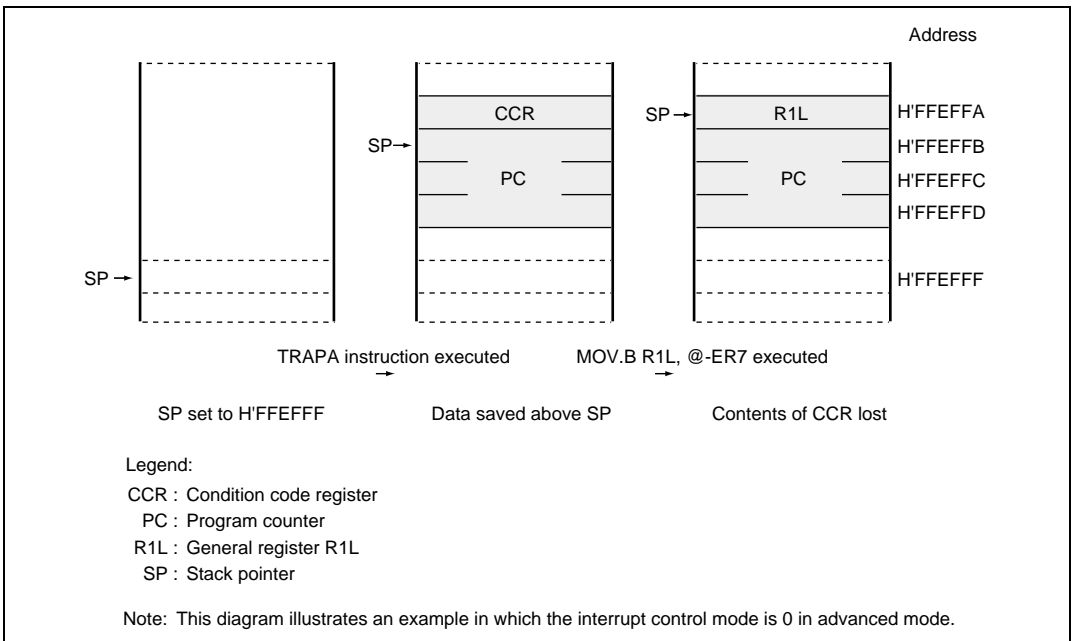 Address
CCR
SP
R1L
H'FFEFFA
SP
H'FFEFFB
PC
PC
H'FFEFFC
H'FFEFFD
SP
H'FFEFFF
TRAPA instruction executed
MOV.B R1L, @-ER7 executed
SP set to H'FFEFFF
Data saved above SP
Contents of CCR lost
Legend:
CCR : Condition code register
PC : Program counter
R1L : General register R1L
SP : Stack pointer
Note: This diagram illustrates an example in which the interrupt control mode is 0 in advanced mode.